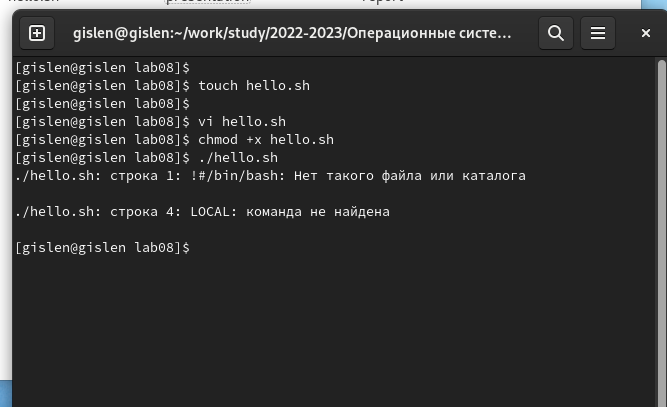 presentation
report
gislen@gislen:~/work/study/2022-2023/Операционные систе...
[gislen@gislen lab08]$
[gislen@gislen lab08]$ touch hello.sh
[gislen@gislen lab08]$
[gislen@gislen lab08]$ vi hello.sh
[gislen@gislen lab08]$ chmod +x hello.sh
[gislen@gislen lab08]$ ./hello.sh
./hello.sh: строка 1: !#/bin/bash: Нет такого файла или каталога
./hello.sh: строка 4: LOCAL: команда не найдена
[gislen@gislen lab08]$